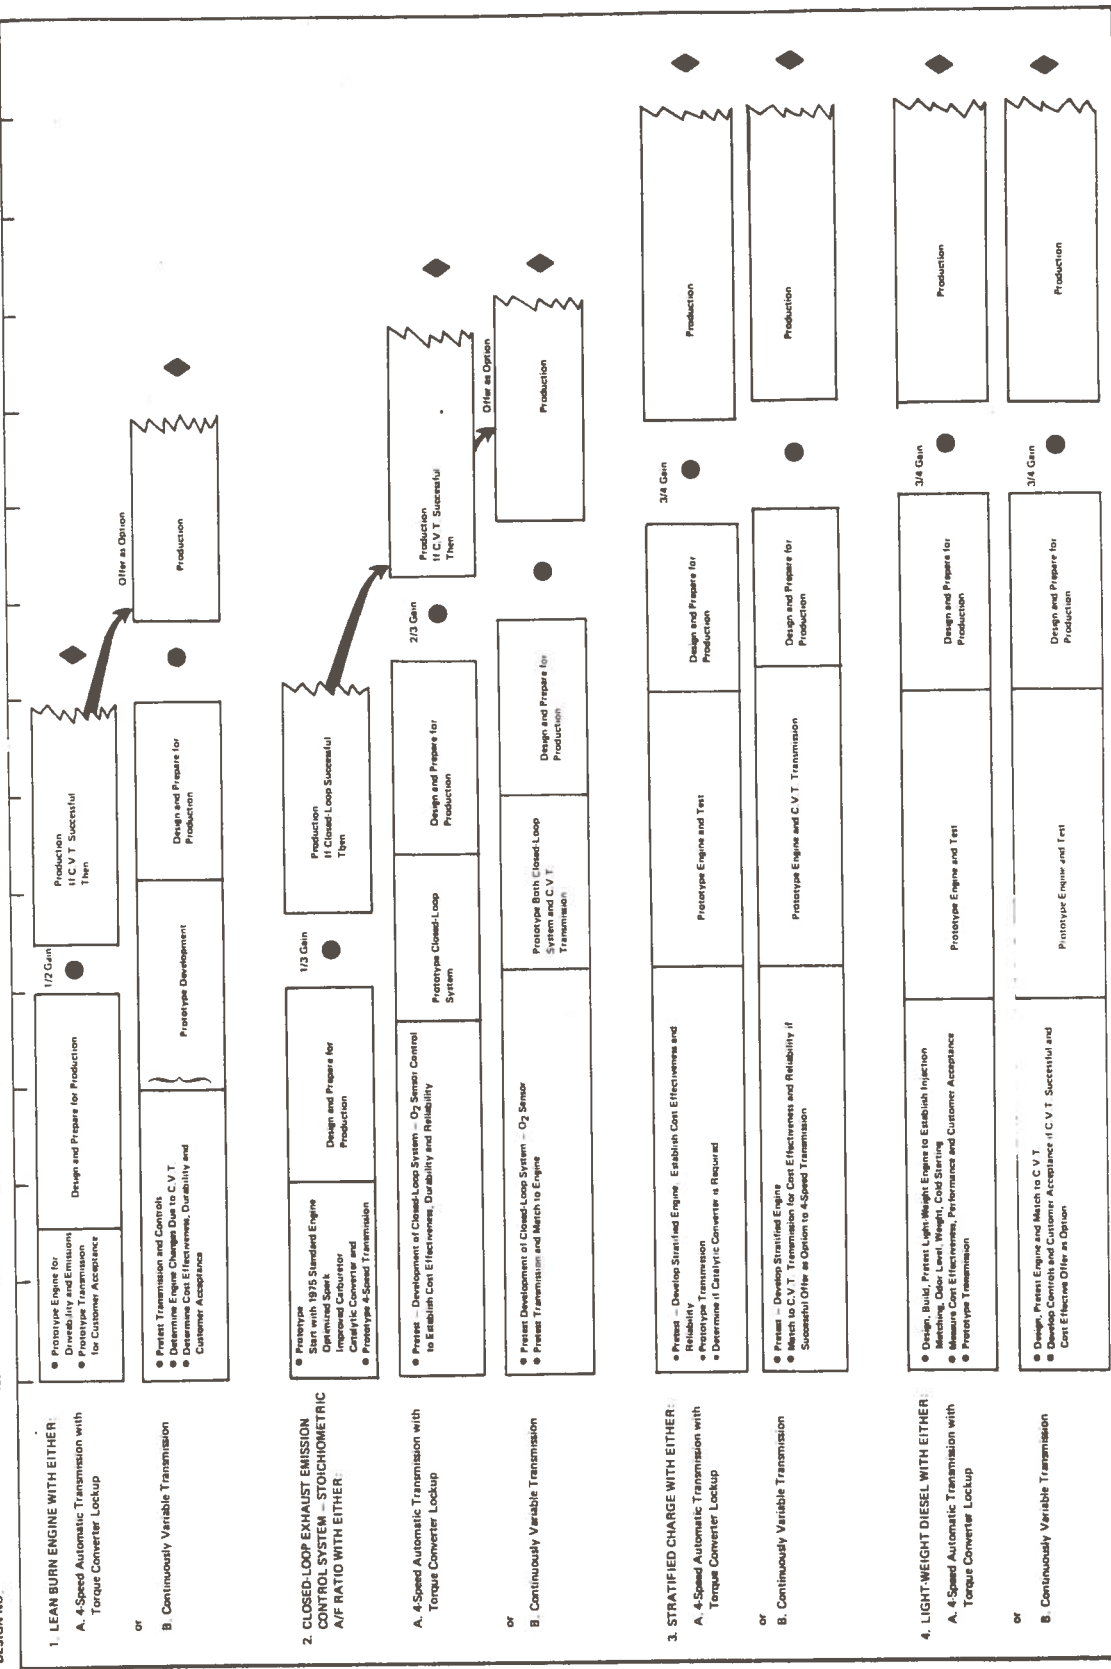 DESIGN NO.
1. LEAN BURN ENGINE WITH EITHER:
A. 4-Speed Automatic Transmission with
Torque Converter Lockup
● Prototype Engine for
Driveability and Emissions
● Prototype Transmission
for Customer Acceptance
Design and Prepare for Production
1/2 Gain
Production
If C.V.T. Successful
Then
Offer as Option
or
B. Continuously Variable Transmission
● Pretest Transmission and Controls
● Determine Engine Changes Due to C.V.T.
● Determine Cost Effectiveness, Durability and
Customer Acceptance
Prototype Development
Design and Prepare for
Production
Production
2. CLOSED-LOOP EXHAUST EMISSION
CONTROL SYSTEM – STOICHIOMETRIC
A/F RATIO WITH EITHER:
● Prototype
Start with 1975 Standard Engine
Optimized Spark
Improved Carburetor
Catalytic Converter and
● Prototype 4-Speed Transmission
Design and Prepare for
Production
1/3 Gain
Production
If Closed-Loop Successful
Then
A. 4-Speed Automatic Transmission with
Torque Converter Lockup
● Pretest – Development of Closed-Loop System – O2 Sensor Control
to Establish Cost Effectiveness, Durability and Reliability
Prototype Closed-Loop
System
Design and Prepare for
Production
2/3 Gain
Production
If C.V.T. Successful
Then
Offer as Option
or
B. Continuously Variable Transmission
● Pretest Development of Closed-Loop System – O2 Sensor
● Pretest Transmission and Match to Engine
Prototype Both Closed-Loop
System and C.V.T.
Transmission
Design and Prepare for
Production
Production
3. STRATIFIED CHARGE WITH EITHER:
A. 4-Speed Automatic Transmission with
Torque Converter Lockup
● Pretest – Develop Stratified Engine. Establish Cost Effectiveness and
Reliability
● Prototype Transmission
● Determine if Catalytic Converter is Required
Prototype Engine and Test
Design and Prepare for
Production
3/4 Gain
Production
or
B. Continuously Variable Transmission
● Pretest – Develop Stratified Engine
● Match to C.V.T. Transmission for Cost Effectiveness and Reliability if
Successful Offer as Option to 4-Speed Transmission
Prototype Engine and C.V.T. Transmission
Design and Prepare for
Production
Production
4. LIGHT-WEIGHT DIESEL WITH EITHER:
A. 4-Speed Automatic Transmission with
Torque Converter Lockup
● Design, Build, Pretest Light-Weight Engine to Establish Injection
Matching, Odor Level, Weight, Cold Starting
● Measure Cost Effectiveness, Performance and Customer Acceptance
● Prototype Transmission
Prototype Engine and Test
Design and Prepare for
Production
3/4 Gain
Production
or
B. Continuously Variable Transmission
● Design, Pretest Engine and Match to C.V.T.
● Develop Controls and Customer Acceptance if C.V.T. Successful and
Cost Effective Offer as Option
Prototype Engine and Test
Design and Prepare for
Production
3/4 Gain
Production